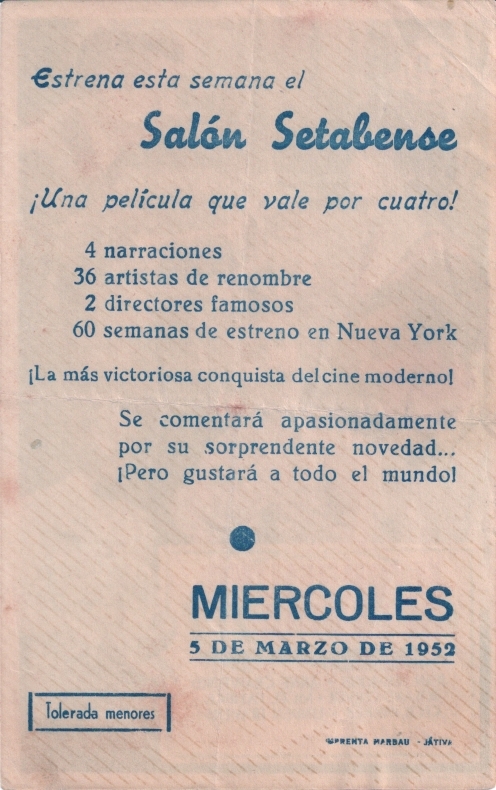 Estrena esta semana el
Salón Setabense
¡Una película que vale por cuatro!
4 narraciones
36 artistas de renombre
2 directores famosos
60 semanas de estreno en Nueva York
¡La más victoriosa conquista del cine moderno!
Se comentará apasionadamente
por su sorprendente novedad...
¡Pero gustará a todo el mundo!
MIERCOLES
5 DE MARZO DE 1952
Tolerada menores
IMPRENTA MARBAU - JÁTIVA